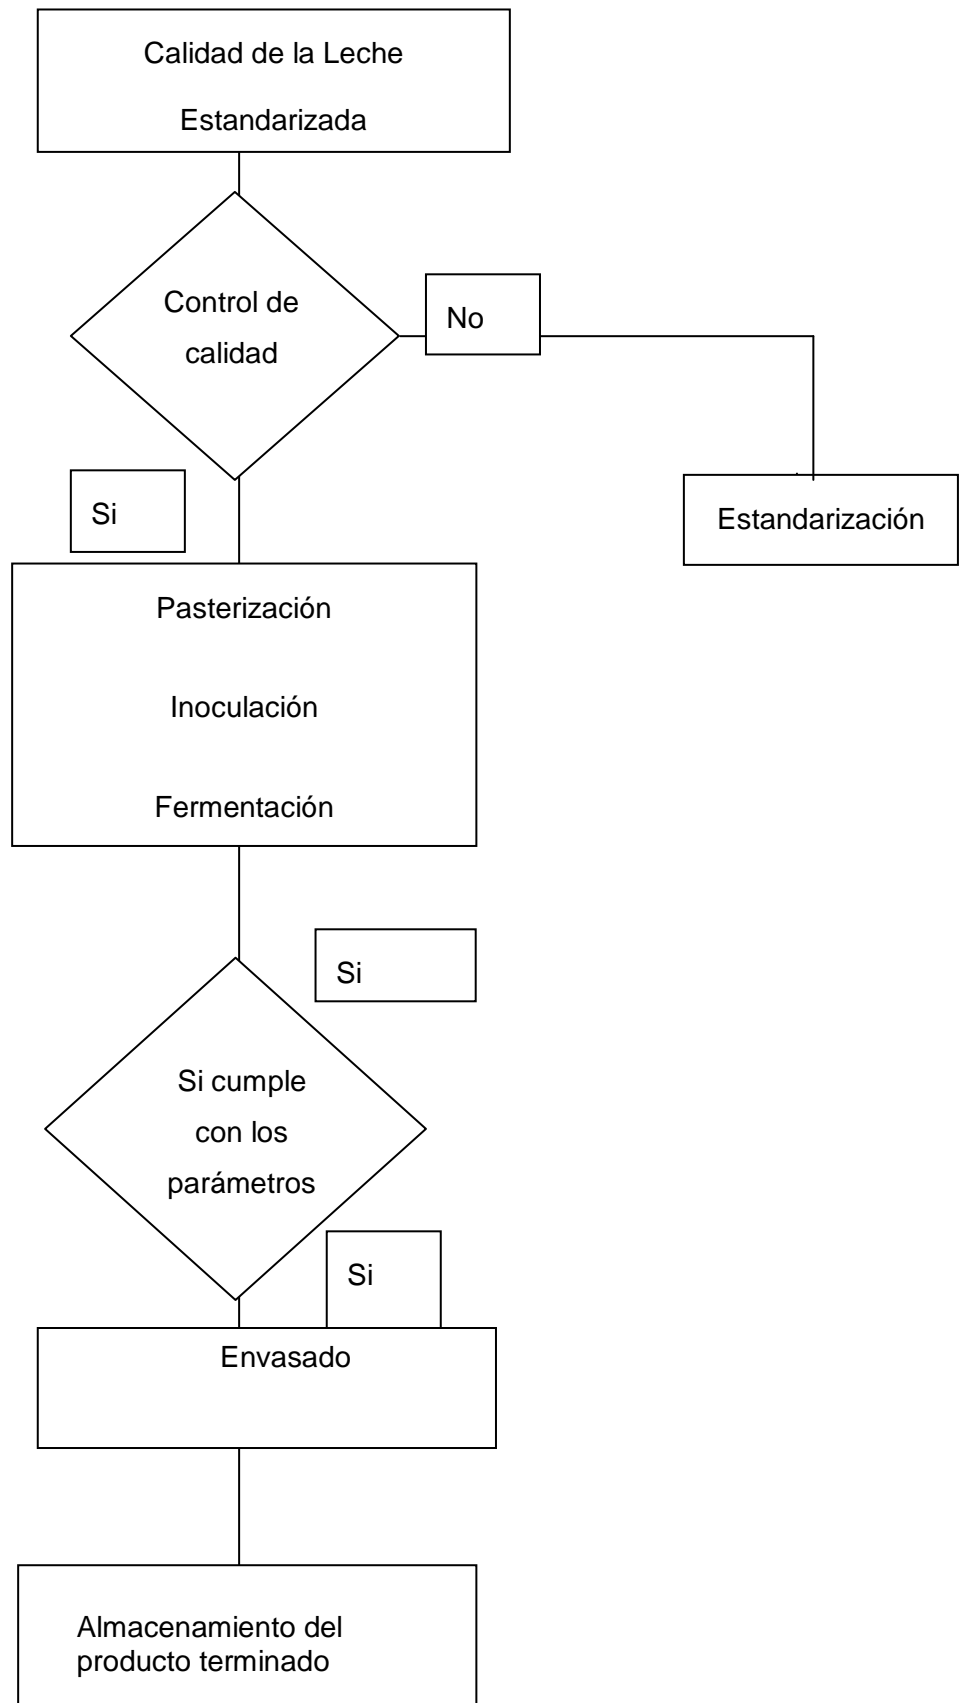 Calidad de la Leche
Estandarizada
Control de
calidad
No
Si
Estandarización
Pasterización
Inoculación
Fermentación
Si
Si cumple
con los
parámetros
Si
Envasado
Almacenamiento del
producto terminado